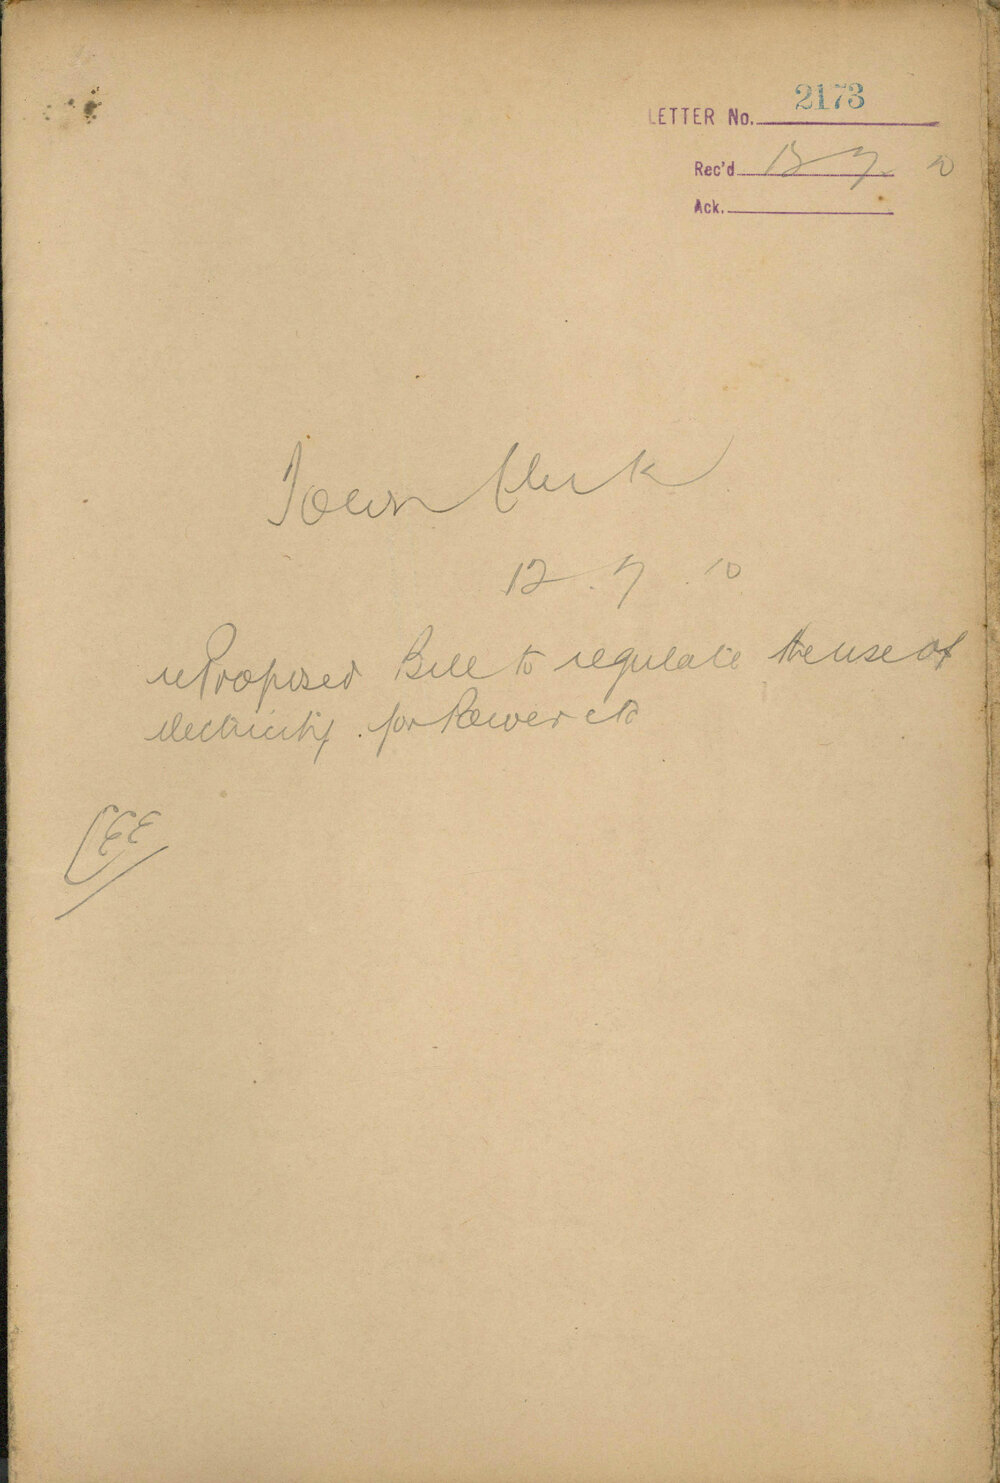 LETTER No. 2173
Rec'd 13 7 10
Ack.
Town Clerk
12.7.10
re Proposed Bill to regulate the use of
electricity for Power etc
CEE